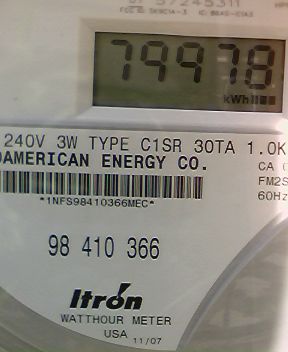 79978
kWh
240V 3W TYPE C1SR 30TA 1.0K
AMERICAN ENERGY CO.
CA
FM2S
60Hz
*1NFS98410366MEC*
98 410 366
Itron
WATTHOUR METER
USA 11/07